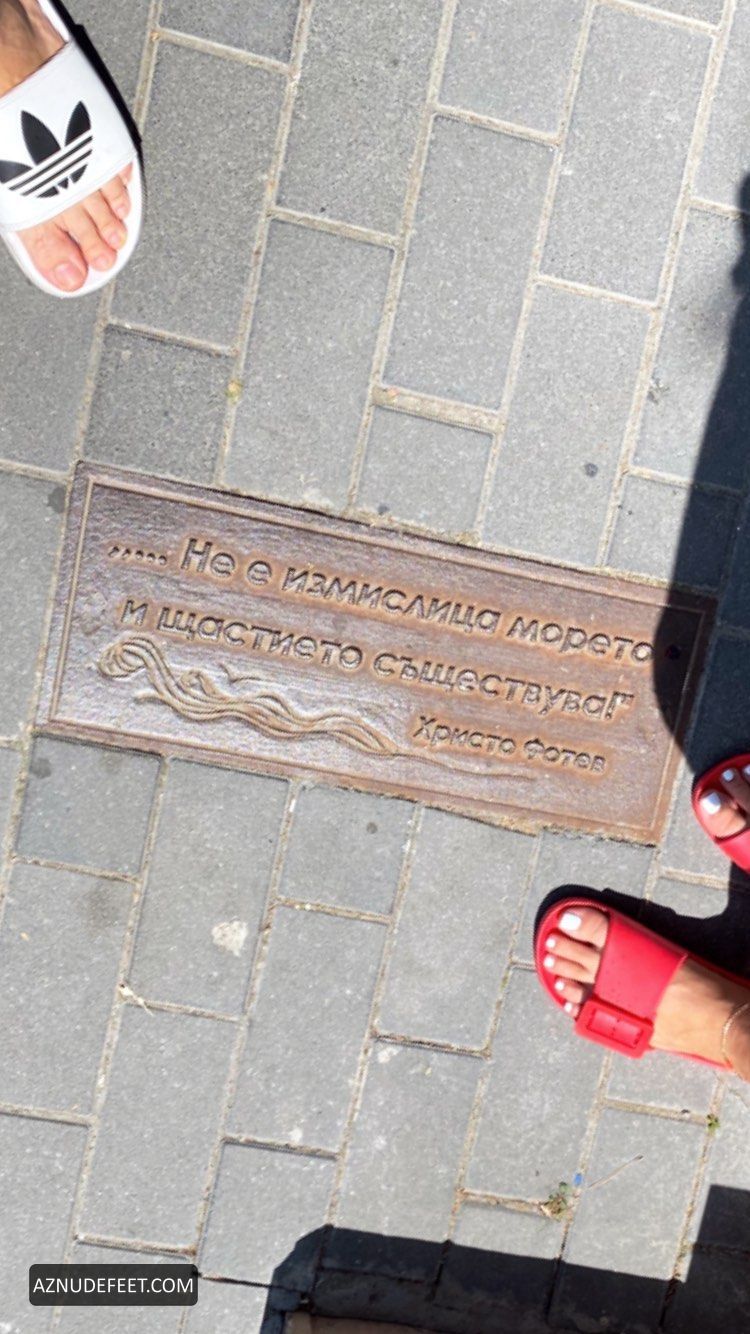 ..... Не е измислица морето
и щастието съществува!"
Христо Фотев
AZNUDEFEET.COM